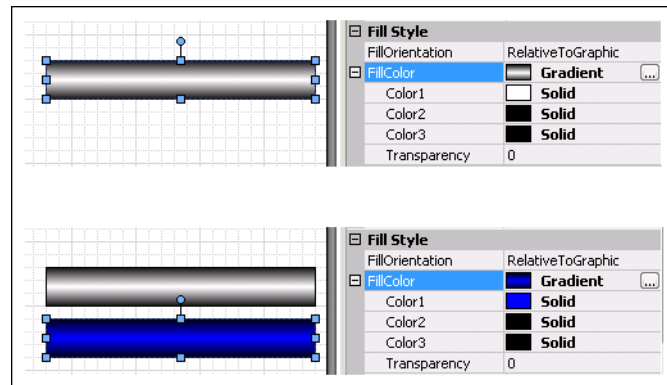 Fill Style
FillOrientation RelativeToGraphic
FillColor Gradient ...
Color1 Solid
Color2 Solid
Color3 Solid
Transparency 0
Fill Style
FillOrientation RelativeToGraphic
FillColor Gradient ...
Color1 Solid
Color2 Solid
Color3 Solid
Transparency 0